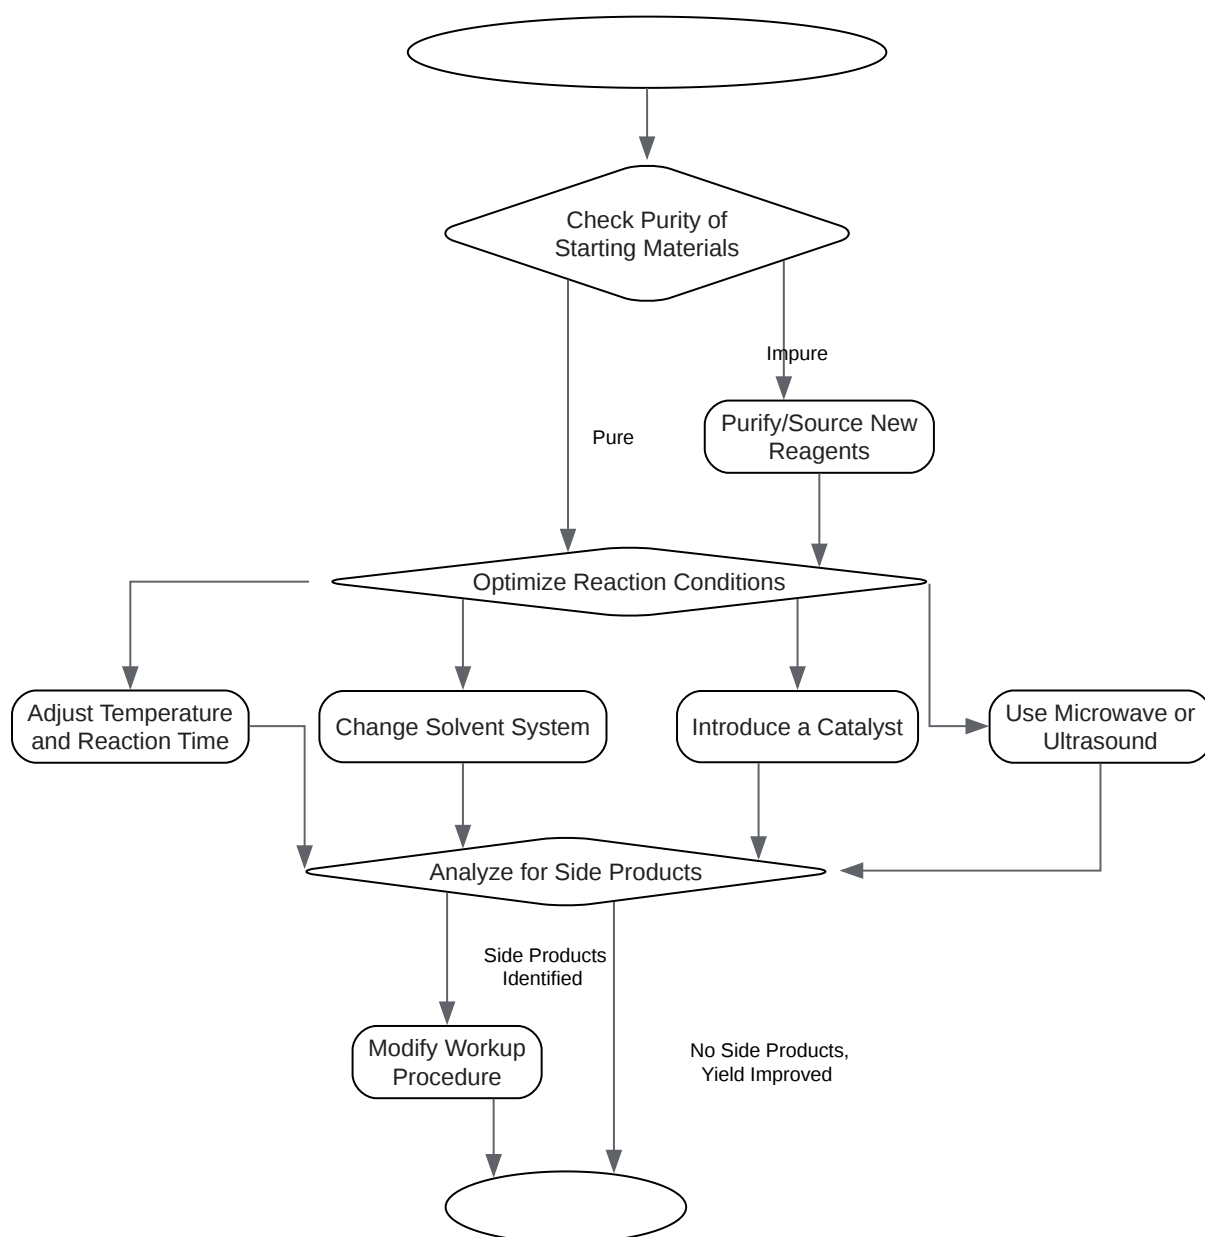 Check Purity of
Starting Materials
Impure
Pure
Purify/Source New
Reagents
Optimize Reaction Conditions
Adjust Temperature
and Reaction Time
Change Solvent System
Introduce a Catalyst
Use Microwave or
Ultrasound
Analyze for Side Products
Side Products
Identified
Modify Workup
Procedure
No Side Products,
Yield Improved